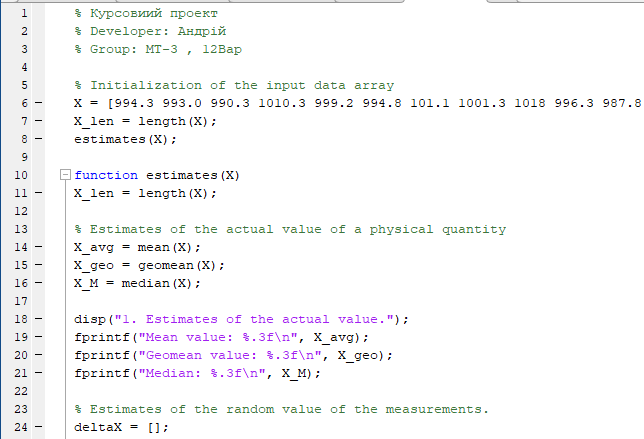 1 % Курсовиий проект
2 % Developer: Андрій
3 % Group: МТ-3 , 12Вар
4
5 % Initialization of the input data array
6 X = [994.3 993.0 990.3 1010.3 999.2 994.8 101.1 1001.3 1018 996.3 987.8
7 X_len = length(X);
8 estimates(X);
9
10 function estimates(X)
11 X_len = length(X);
12
13 % Estimates of the actual value of a physical quantity
14 X_avg = mean(X);
15 X_geo = geomean(X);
16 X_M = median(X);
17
18 disp("1. Estimates of the actual value.");
19 fprintf("Mean value: %.3f\n", X_avg);
20 fprintf("Geomean value: %.3f\n", X_geo);
21 fprintf("Median: %.3f\n", X_M);
22
23 % Estimates of the random value of the measurements.
24 deltaX = [];